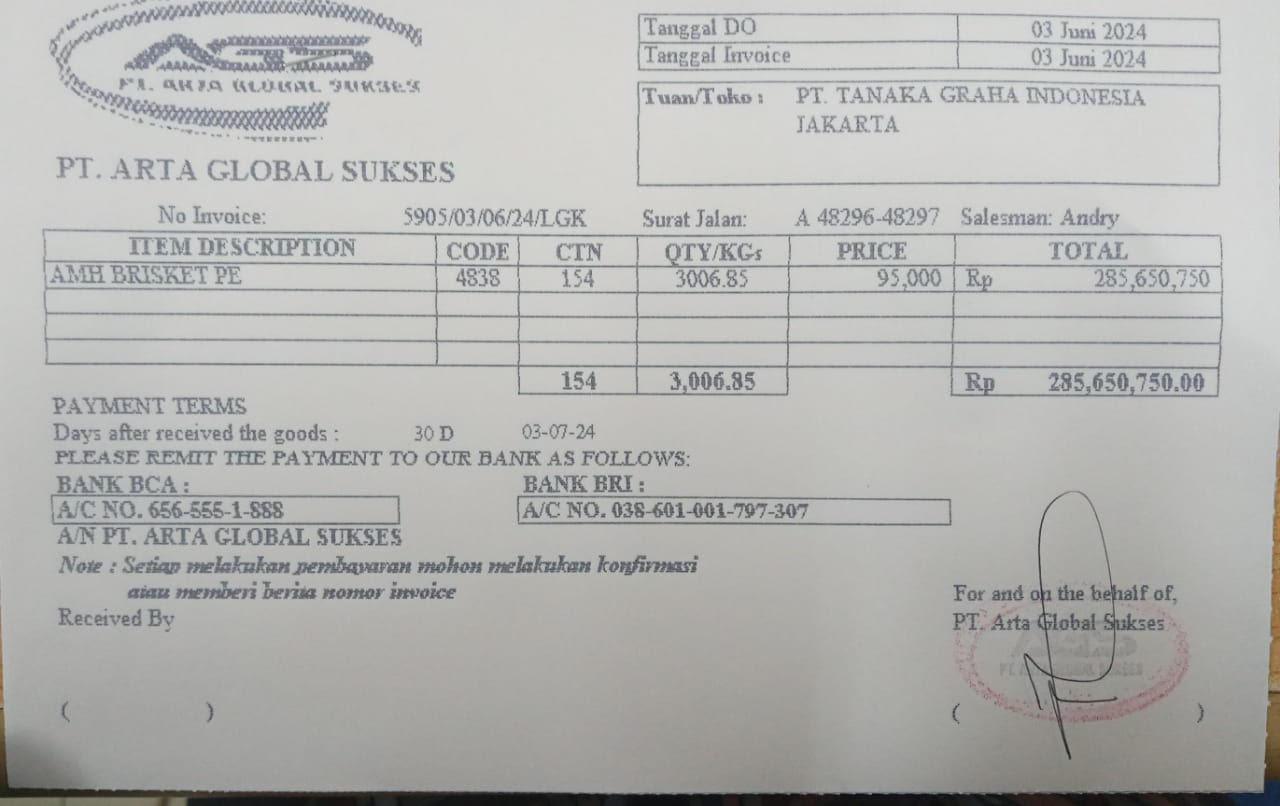 AGS
PT. ARTA GLOBAL SUKSES
PT. ARTA GLOBAL SUKSES
Tanggal DO 03 Juni 2024
Tanggal Invoice 03 Juni 2024
Tuan/Toko : PT. TANAKA GRAHA INDONESIA
JAKARTA
No Invoice: 5905/03/06/24/LGK Surat Jalan: A 48296-48297 Salesman: Andry
ITEM DESCRIPTION CODE CTN QTY/KGs PRICE TOTAL
AMH BRISKET PE 4838 154 3006.85 95,000 Rp 285,650,750
154 3,006.85 Rp 285,650,750.00
PAYMENT TERMS
Days after received the goods : 30 D 03-07-24
PLEASE REMIT THE PAYMENT TO OUR BANK AS FOLLOWS:
BANK BCA : BANK BRI :
A/C NO. 656-555-1-888 A/C NO. 038-601-001-797-307
A/N PT. ARTA GLOBAL SUKSES
Note : Setiap melakukan pembayaran mohon melakukan konfirmasi
atau memberi berita nomor invoice
Received By
For and on the behalf of,
PT. Arta Global Sukses
AGS
PT. ARTA GLOBAL SUKSES
( ) ( )